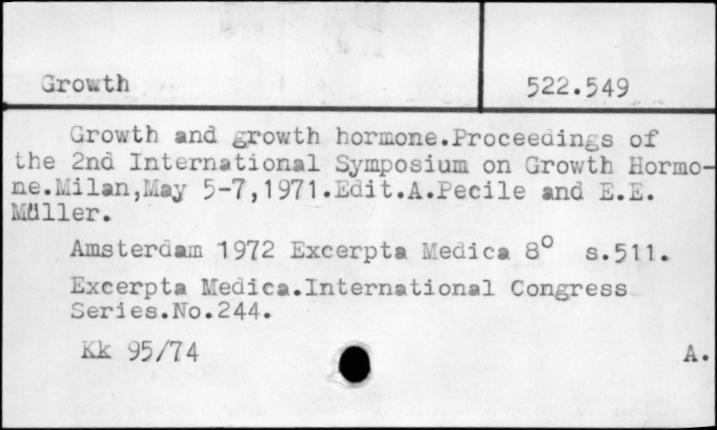 Growth
522.549
Growth and growth hormone.Proceedings of
the 2nd International Symposium on Growth Hormo-
ne.Milan,May 5-7,1971.Edit.A.Pecile and E.E.
Müller.
Amsterdam 1972 Excerpta Medica 8° s.511.
Excerpta Medica.International Congress
Series.No.244.
Kk 95/74
A.